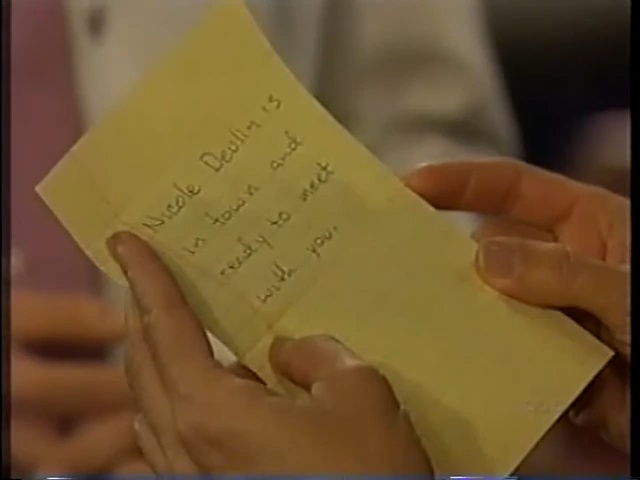 Nicole Devlin is
in town and
ready to meet
with you.